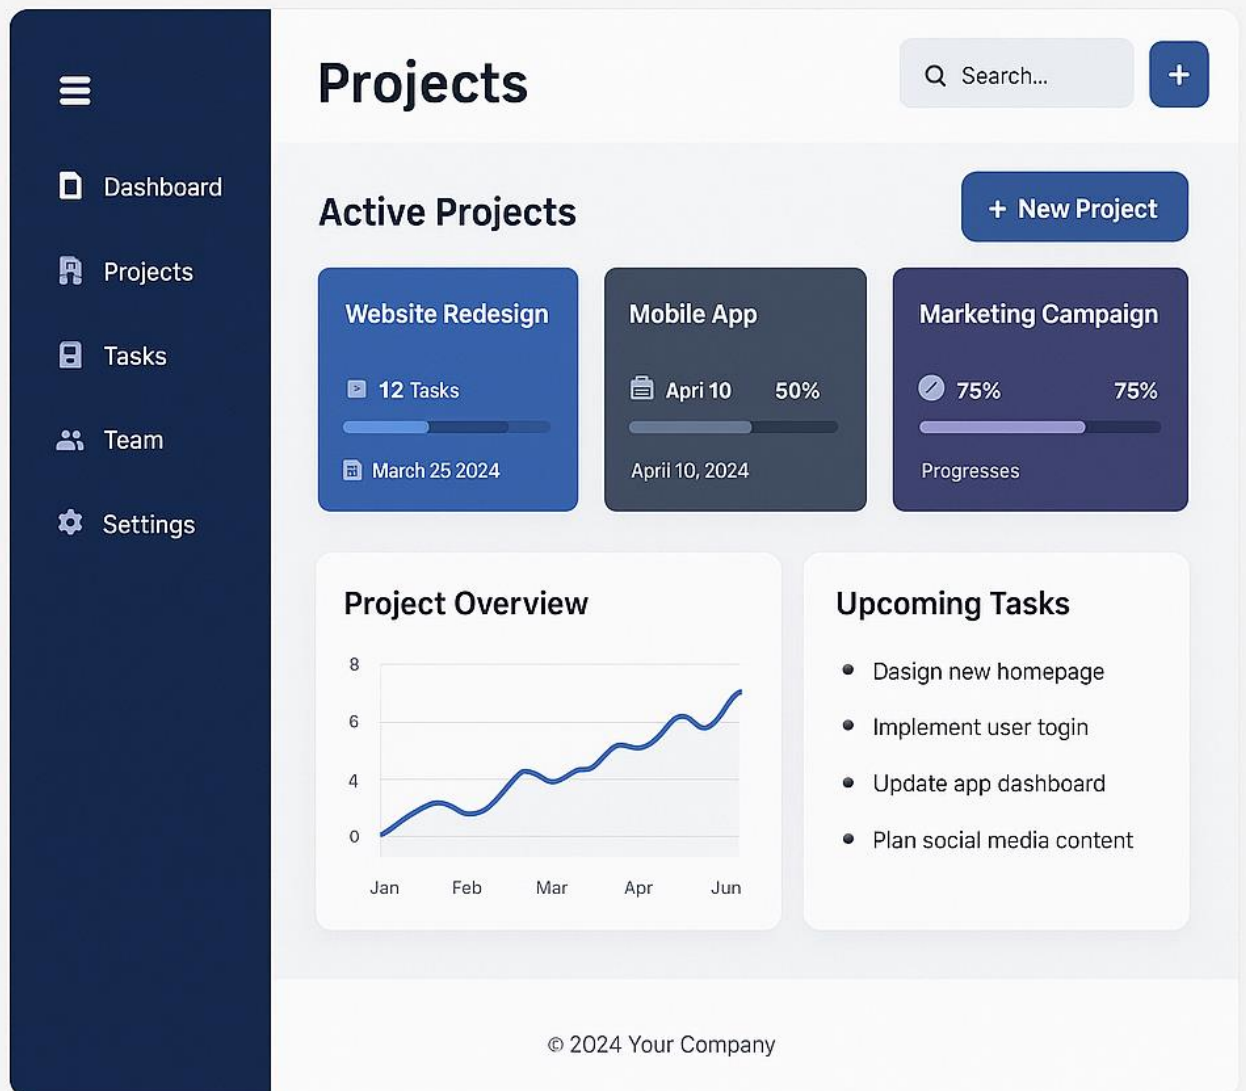 Projects
Search...
+
Dashboard
Projects
Tasks
Team
Settings
Active Projects
+ New Project
Website Redesign
12 Tasks
March 25 2024
Mobile App
Apri 10 50%
Aprii 10, 2024
Marketing Campaign
75% 75%
Progresses
Project Overview
8
6
4
0
Jan Feb Mar Apr Jun
Upcoming Tasks
Dasign new homepage
Implement user togin
Update app dashboard
Plan social media content
© 2024 Your Company